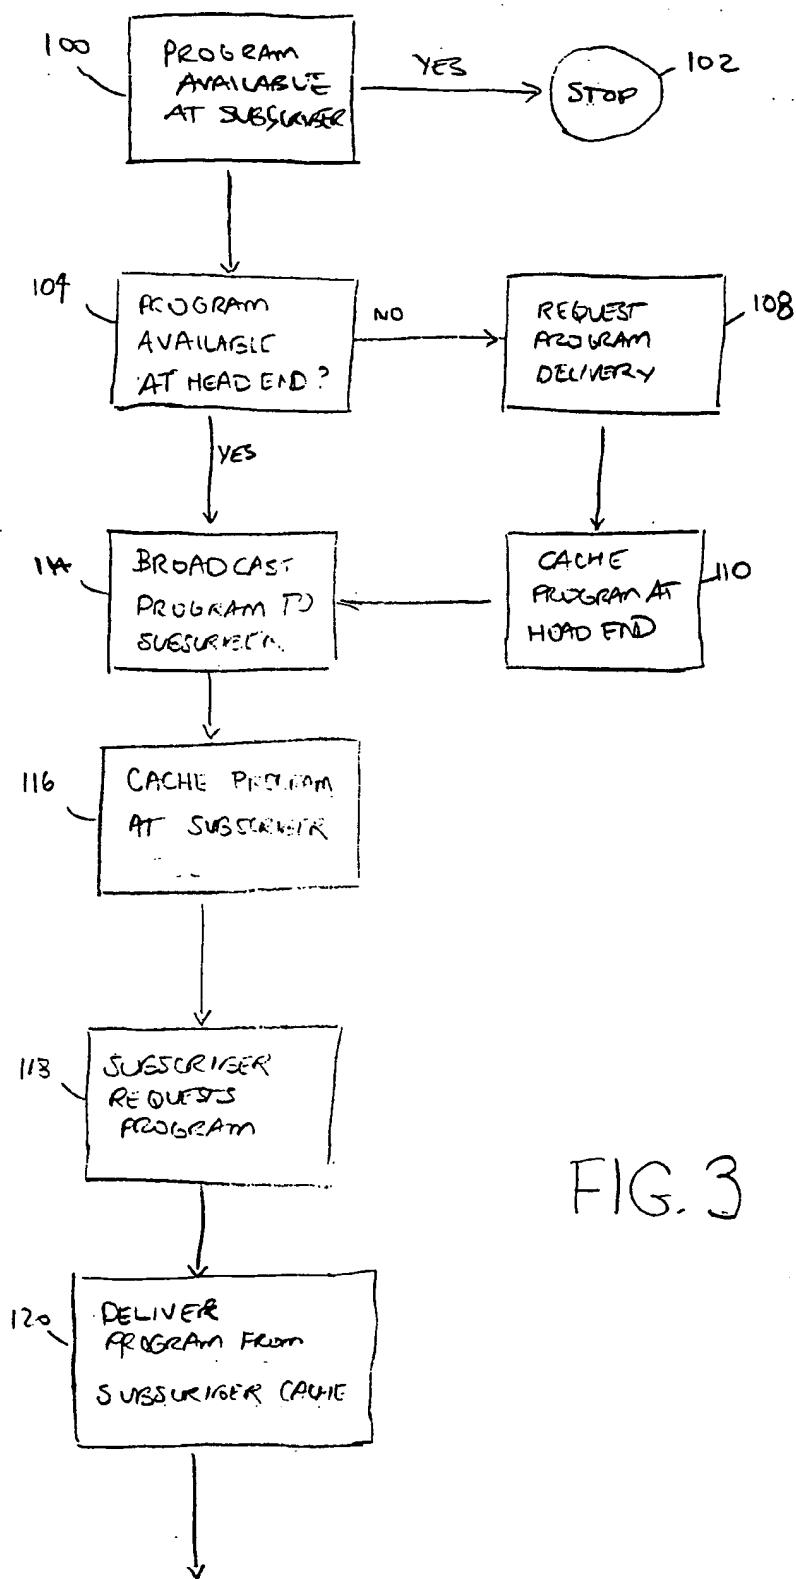 100
PROGRAM
AVAILABLE
AT SUBSCRIBER
YES
STOP
102
104
PROGRAM
AVAILABLE
AT HEAD END?
NO
REQUEST
PROGRAM
DELIVERY
108
YES
114
BROADCAST
PROGRAM TO
SUBSCRIBER
CACHE
PROGRAM AT
HEAD END
110
116
CACHE PROGRAM
AT SUBSCRIBER
118
SUBSCRIBER
REQUESTS
PROGRAM
FIG. 3
120
DELIVER
PROGRAM FROM
SUBSCRIBER CACHE